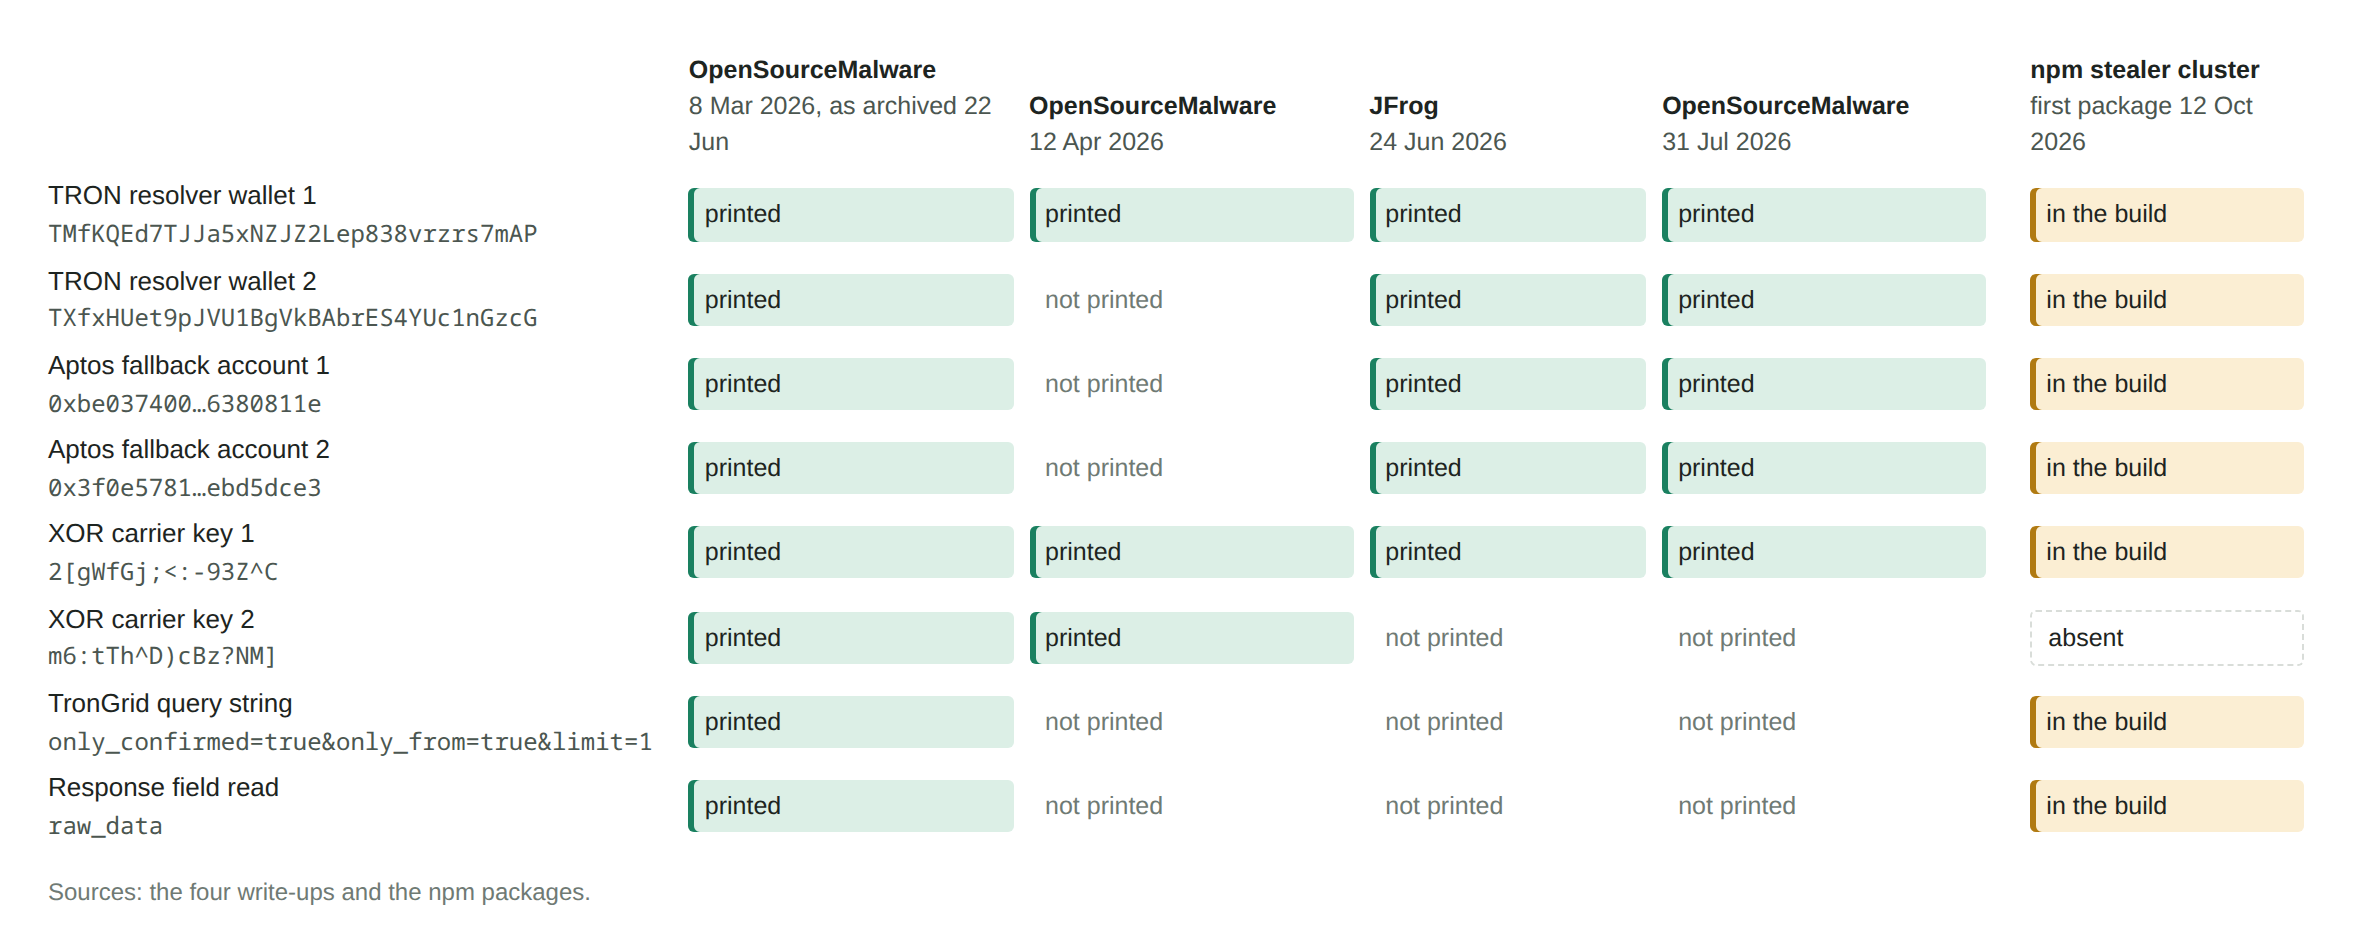 OpenSourceMalware
8 Mar 2026, as archived 22
Jun
OpenSourceMalware
12 Apr 2026
JFrog
24 Jun 2026
OpenSourceMalware
31 Jul 2026
npm stealer cluster
first package 12 Oct
2026
TRON resolver wallet 1
TMfKQEd7TJJa5xNZJZ2Lep838vrzrs7mAP
printed
printed
printed
printed
in the build
TRON resolver wallet 2
TXfxHUet9pJVU1BgVkBAbrES4YUc1nGzcG
printed
not printed
printed
printed
in the build
Aptos fallback account 1
0xbe037400…6380811e
printed
not printed
printed
printed
in the build
Aptos fallback account 2
0x3f0e5781…ebd5dce3
printed
not printed
printed
printed
in the build
XOR carrier key 1
2[gWfGj;<:-93Z^C
printed
printed
printed
printed
in the build
XOR carrier key 2
m6:tTh^D)cBz?NM]
printed
printed
not printed
not printed
absent
TronGrid query string
only_confirmed=true&only_from=true&limit=1
printed
not printed
not printed
not printed
in the build
Response field read
raw_data
printed
not printed
not printed
not printed
in the build
Sources: the four write-ups and the npm packages.